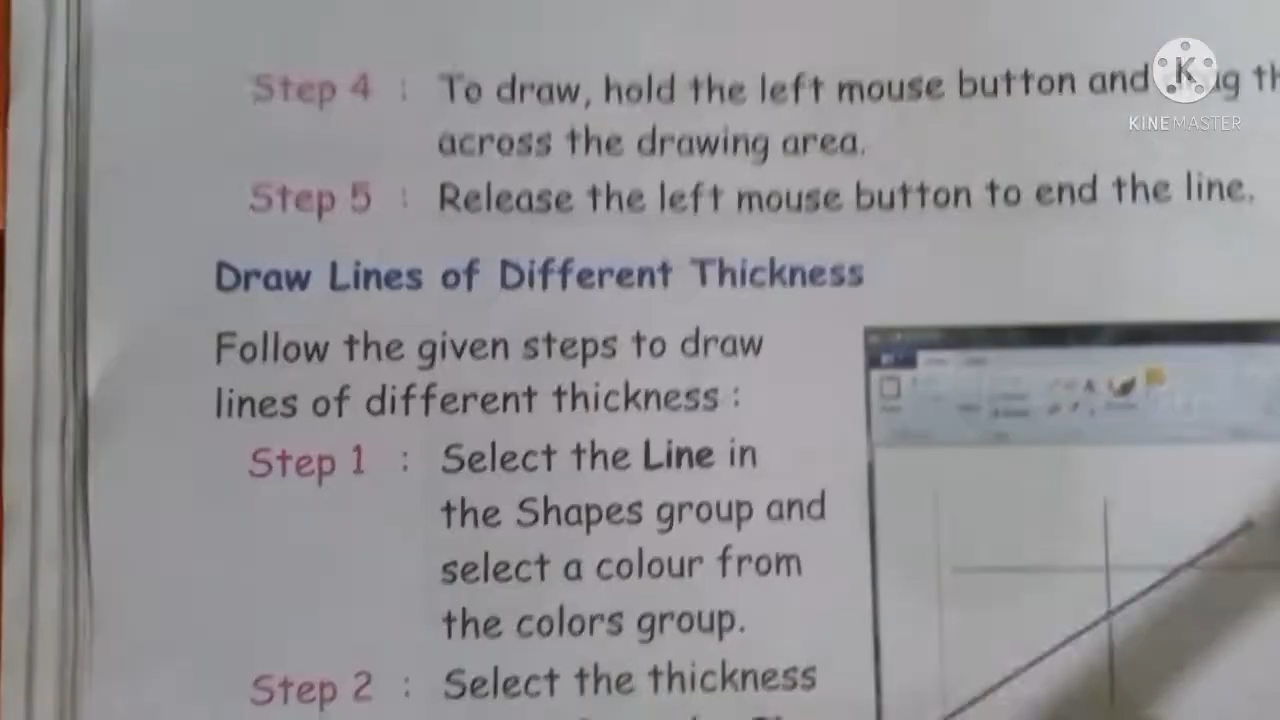 Step 4 : To draw, hold the left mouse button and
across the drawing area.
Step 5 : Release the left mouse button to end the line.
Draw Lines of Different Thickness
Follow the given steps to draw
lines of different thickness :
Step 1 : Select the Line in
the Shapes group and
select a colour from
the colors group.
Step 2 : Select the thickness
K
KINEMASTER